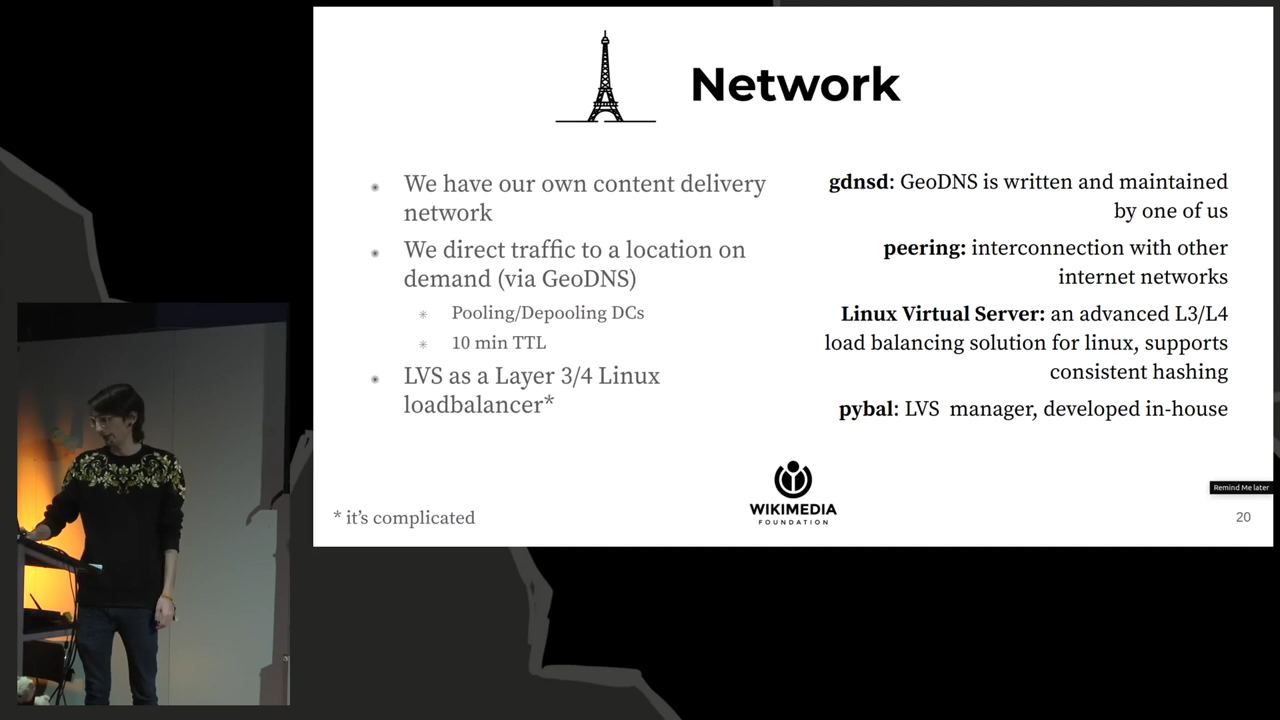 Network
We have our own content delivery
network
We direct traffic to a location on
demand (via GeoDNS)
Pooling/Depooling DCs
10 min TTL
LVS as a Layer 3/4 Linux
loadbalancer*
gdnsd: GeoDNS is written and maintained
by one of us
peering: interconnection with other
internet networks
Linux Virtual Server: an advanced L3/L4
load balancing solution for linux, supports
consistent hashing
pybal: LVS manager, developed in-house
Remind Me later
* it’s complicated
WIKIMEDIA
FOUNDATION
20